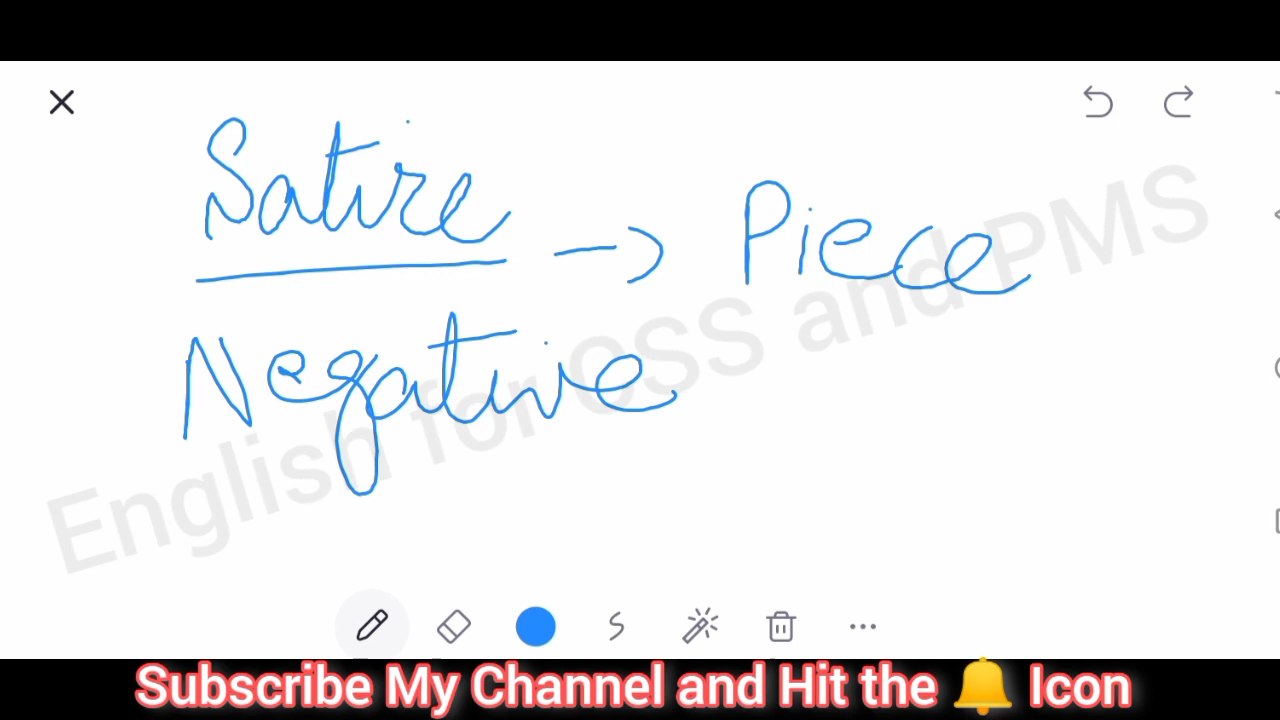 Satire → Piece
Negative
English for CSS and PMS
Subscribe My Channel and Hit the 🔔 Icon